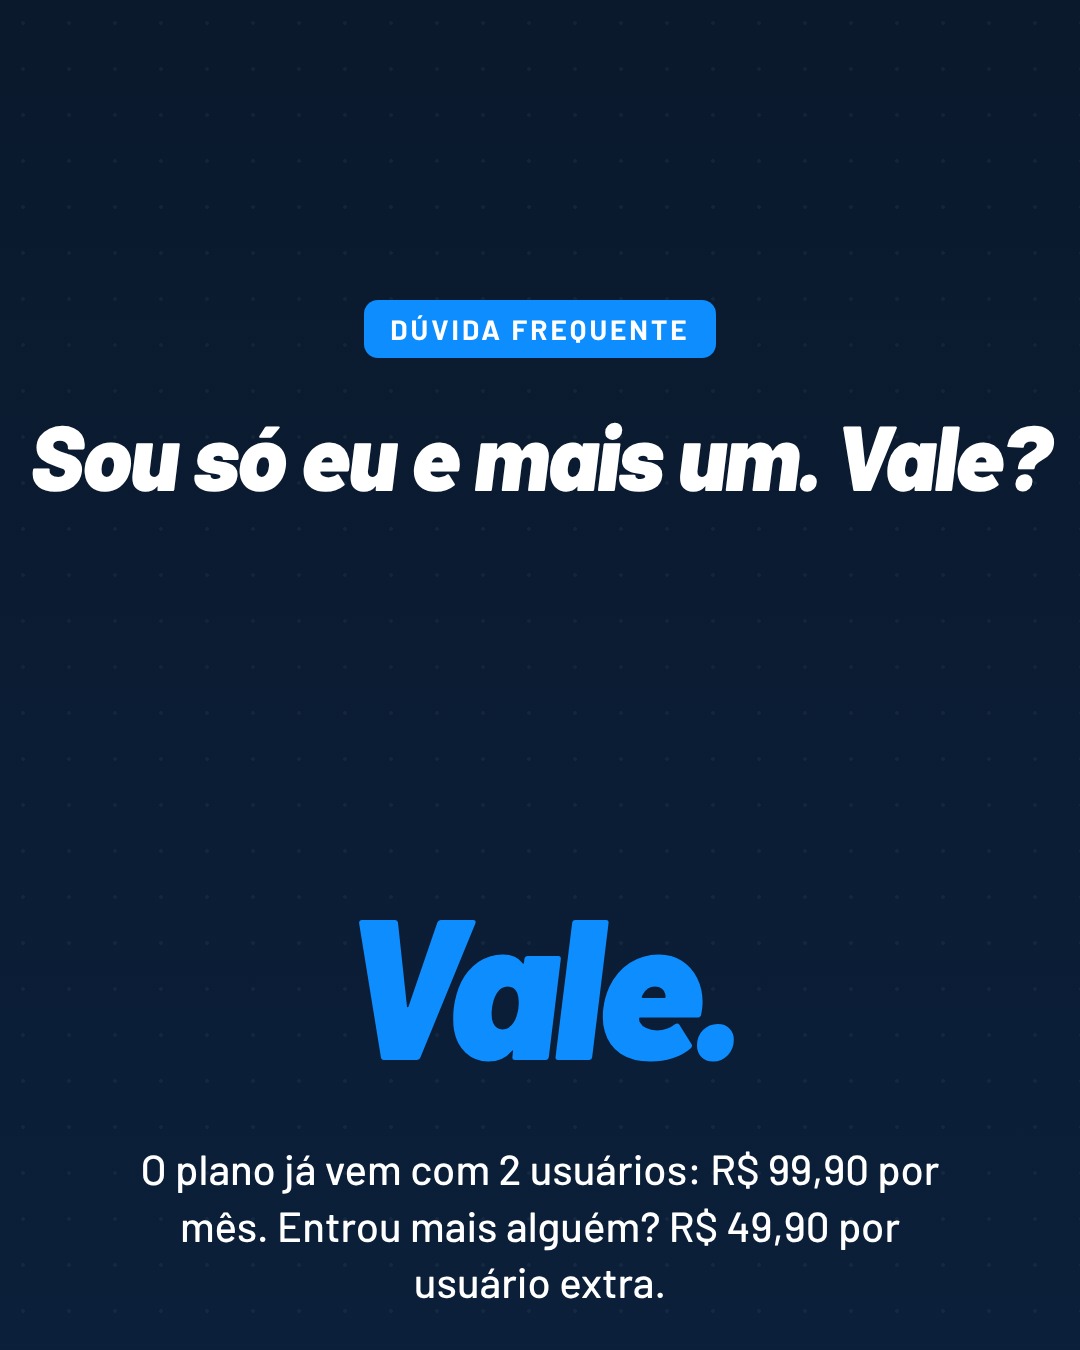 DÚVIDA FREQUENTE
Sou só eu e mais um. Vale?
Vale.
O plano já vem com 2 usuários: R$ 99,90 por
mês. Entrou mais alguém? R$ 49,90 por
usuário extra.